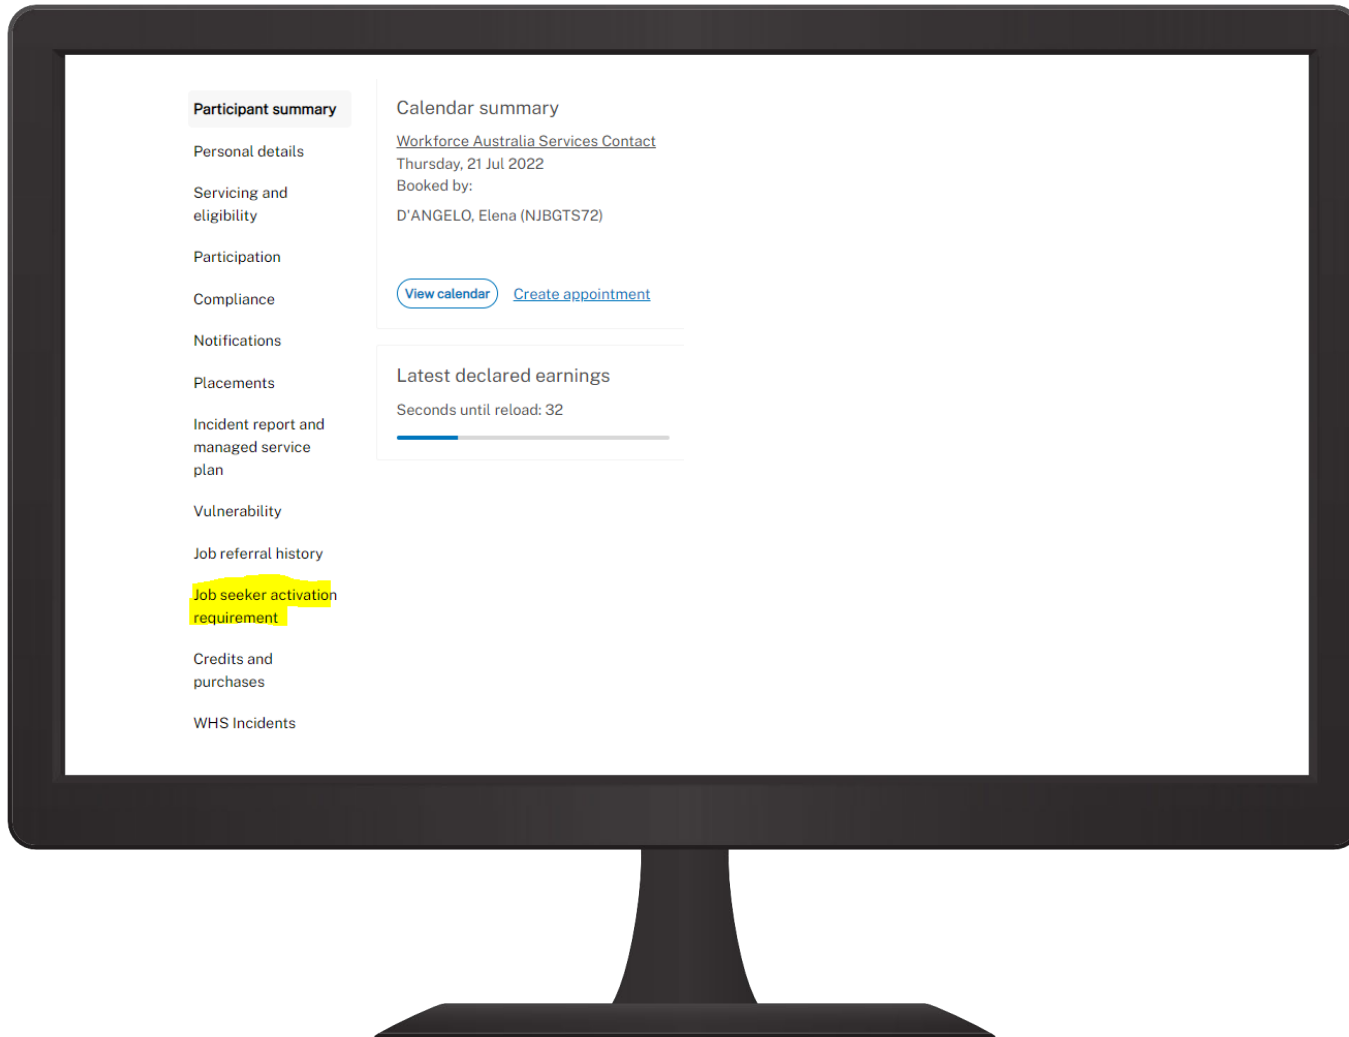 Participant summary
Personal details
Servicing and
eligibility
Participation
Compliance
Notifications
Placements
Incident report and
managed service
plan
Vulnerability
Job referral history
Job seeker activation
requirement
Credits and
purchases
WHS Incidents
Calendar summary
Workforce Australia Services Contact
Thursday, 21 Jul 2022
Booked by:
D'ANGELO, Elena (NJBGTS72)
View calendar
Create appointment
Latest declared earnings
Seconds until reload: 32